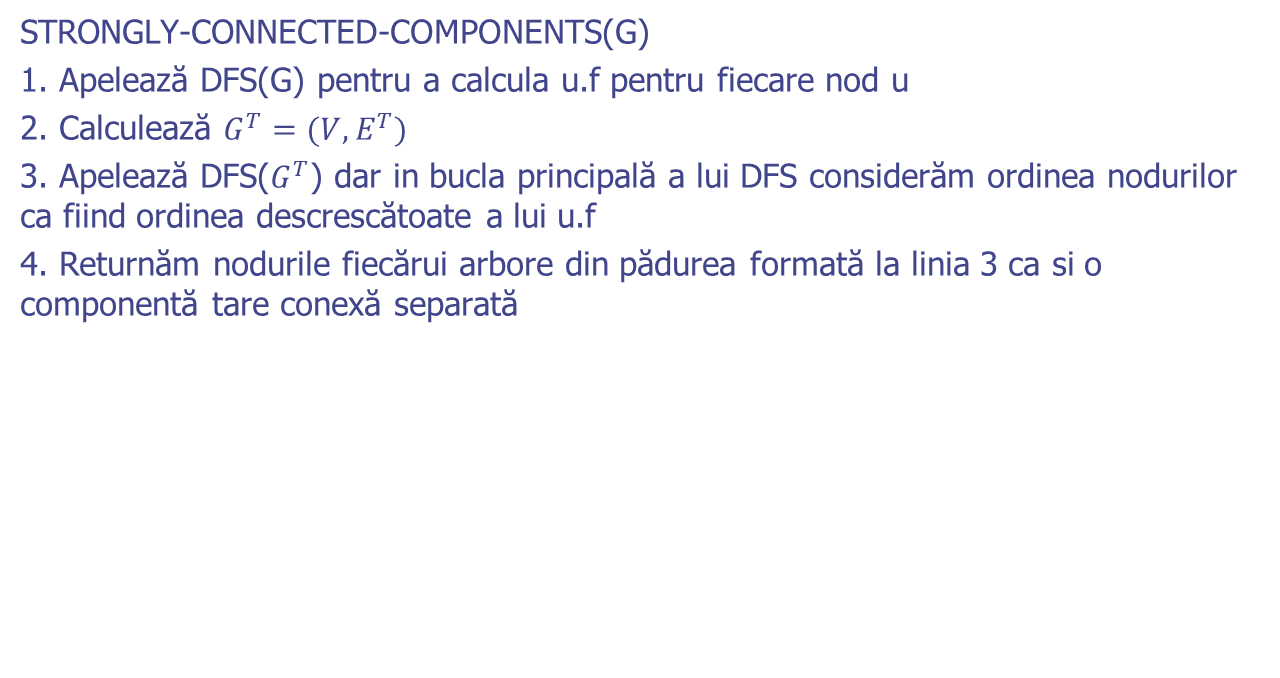 STRONGLY-CONNECTED-COMPONENTS(G)
1. Apelează DFS(G) pentru a calcula u.f pentru fiecare nod u
2. Calculează $G^T = (V, E^T)$
3. Apelează DFS($G^T$) dar in bucla principală a lui DFS considerăm ordinea nodurilor
ca fiind ordinea descrescătoate a lui u.f
4. Returnăm nodurile fiecărui arbore din pădurea formată la linia 3 ca si o
componentă tare conexă separată